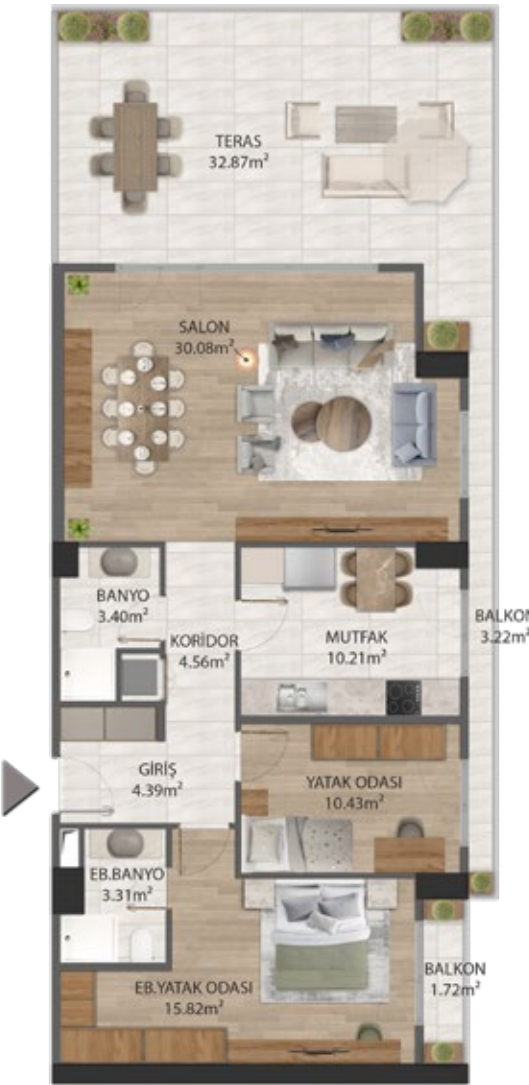 TERAS
32.87m²
SALON
30.08m²
BANYO
3.40m²
KORİDOR
4.56m²
MUTFAK
10.21m²
BALKON
3.22m²
GİRİŞ
4.39m²
YATAK ODASI
10.43m²
EB.BANYO
3.31m²
EB.YATAK ODASI
15.82m²
BALKON
1.72m²